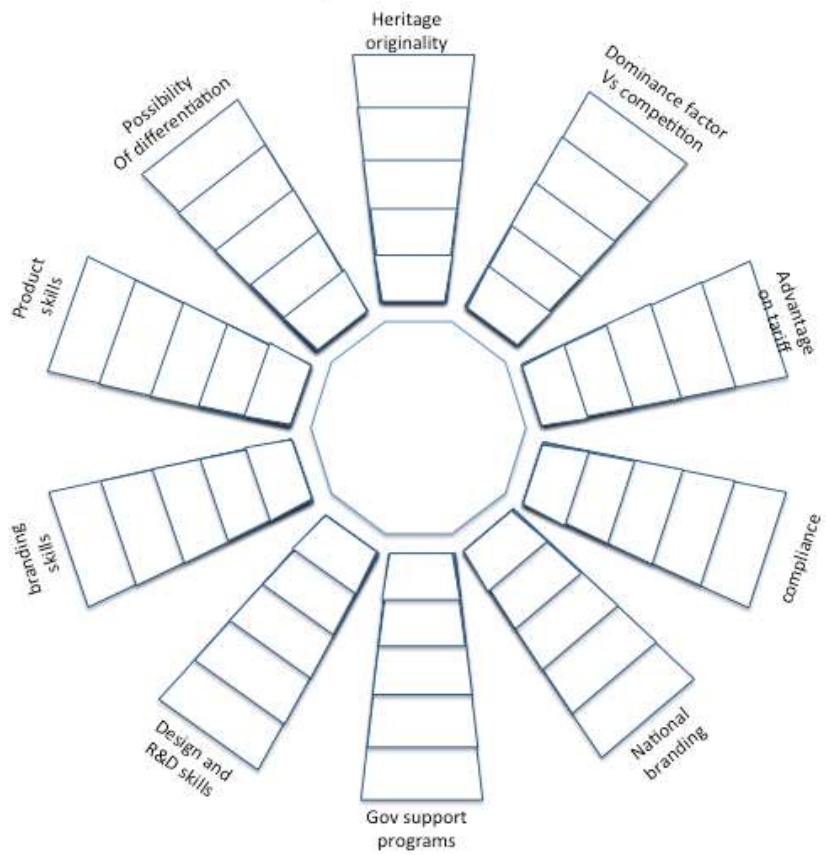 Heritage
originality
Dominance factor
Vs competition
Advantage
on tariff
compliance
National
branding
Gov support
programs
Design and
R&D skills
branding
skills
Product
skills
Possibility
Of differentiation